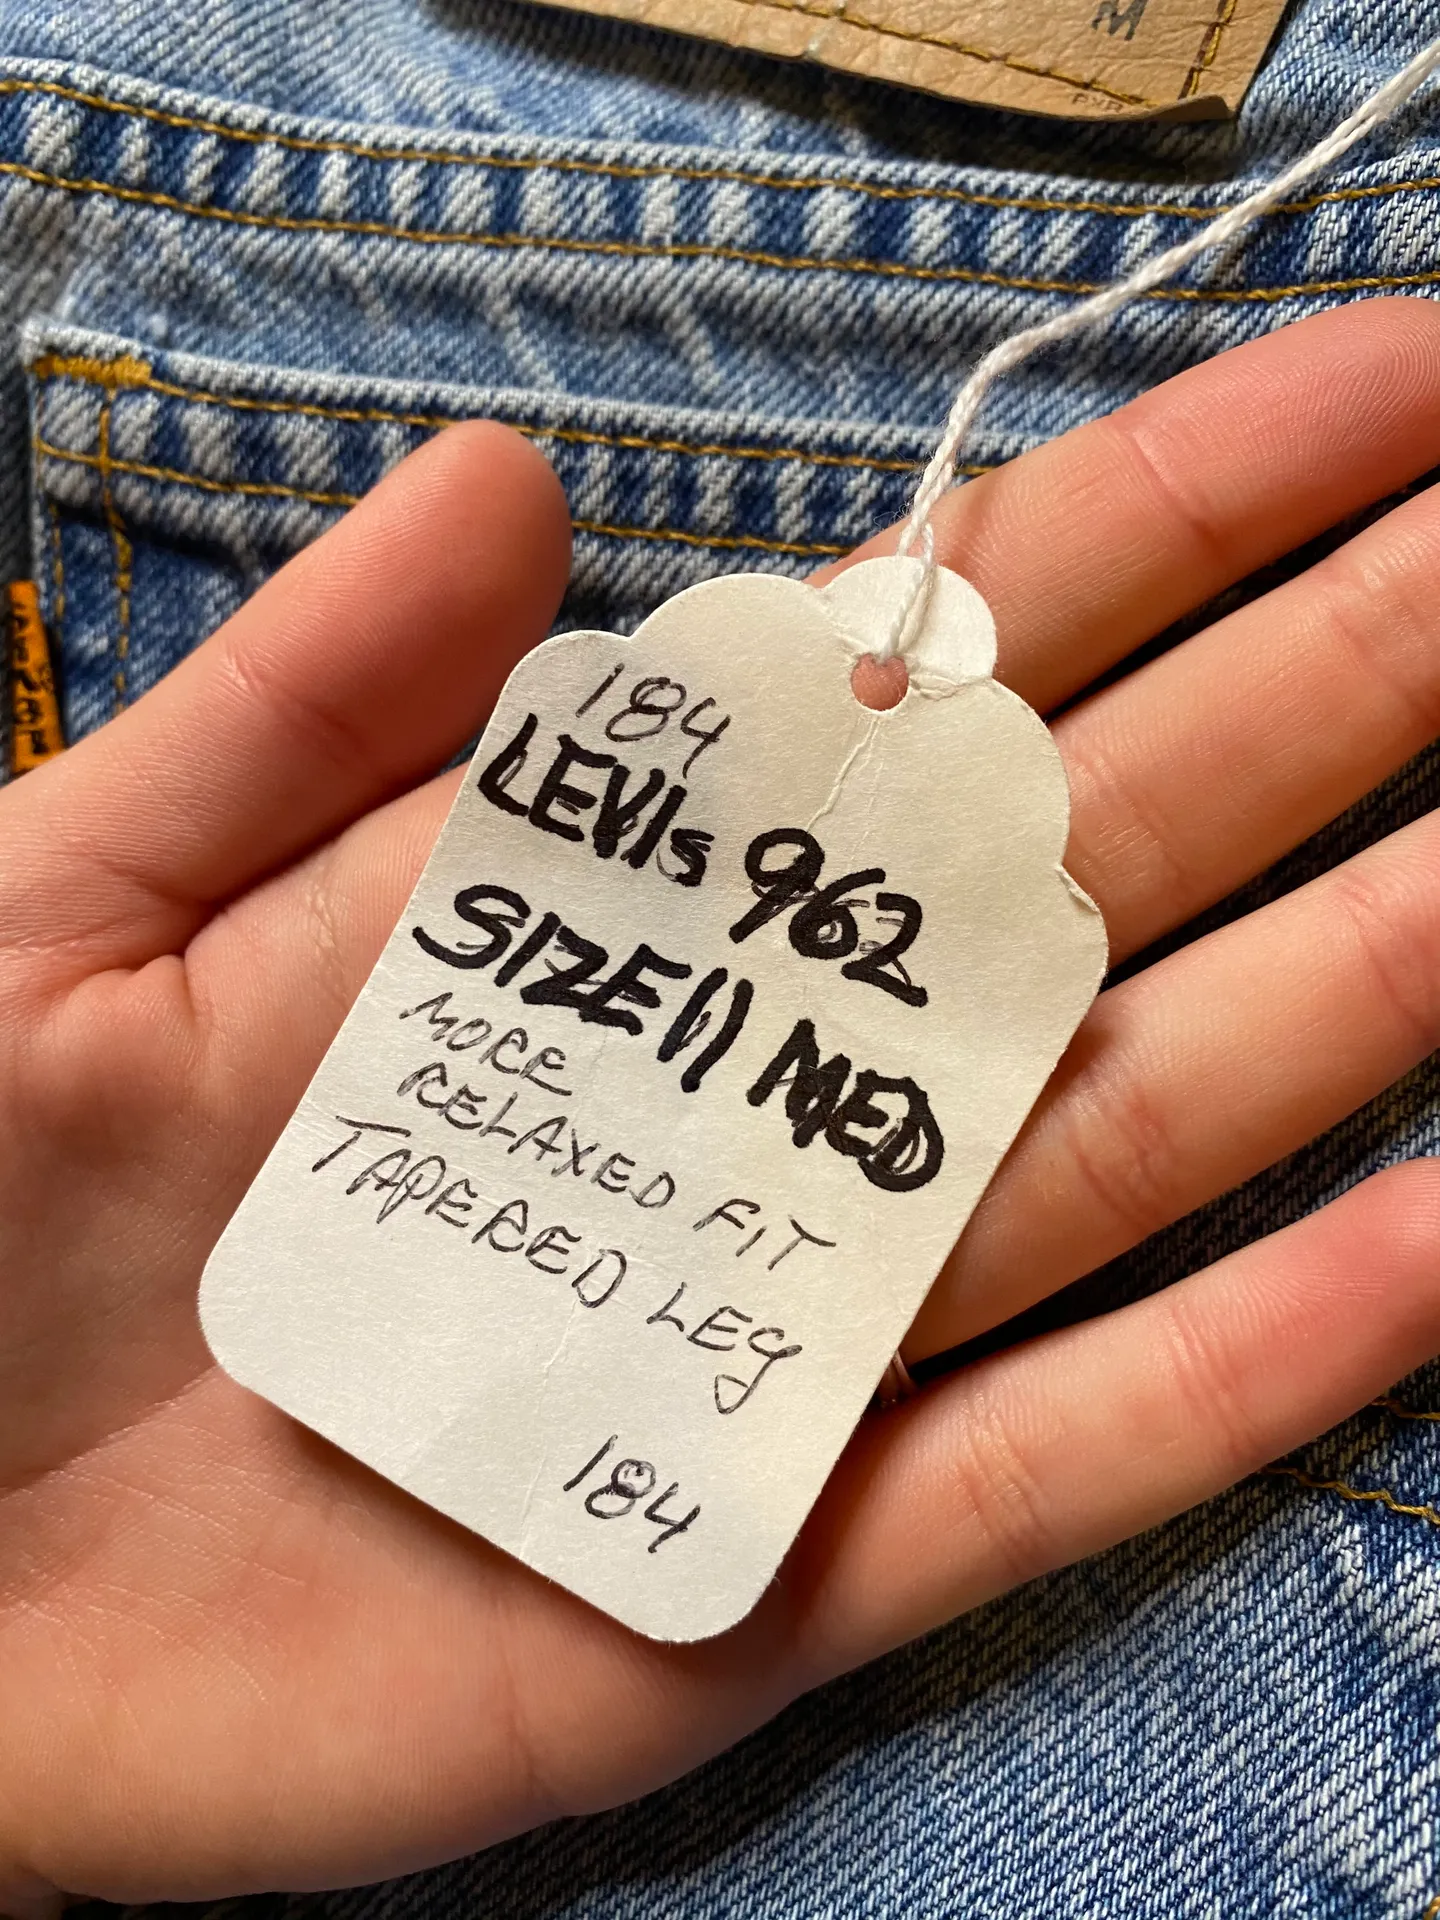 M
184
LEVIs 962
SIZE 11 MED
MORE
RELAXED FIT
TAPERED LEG
184